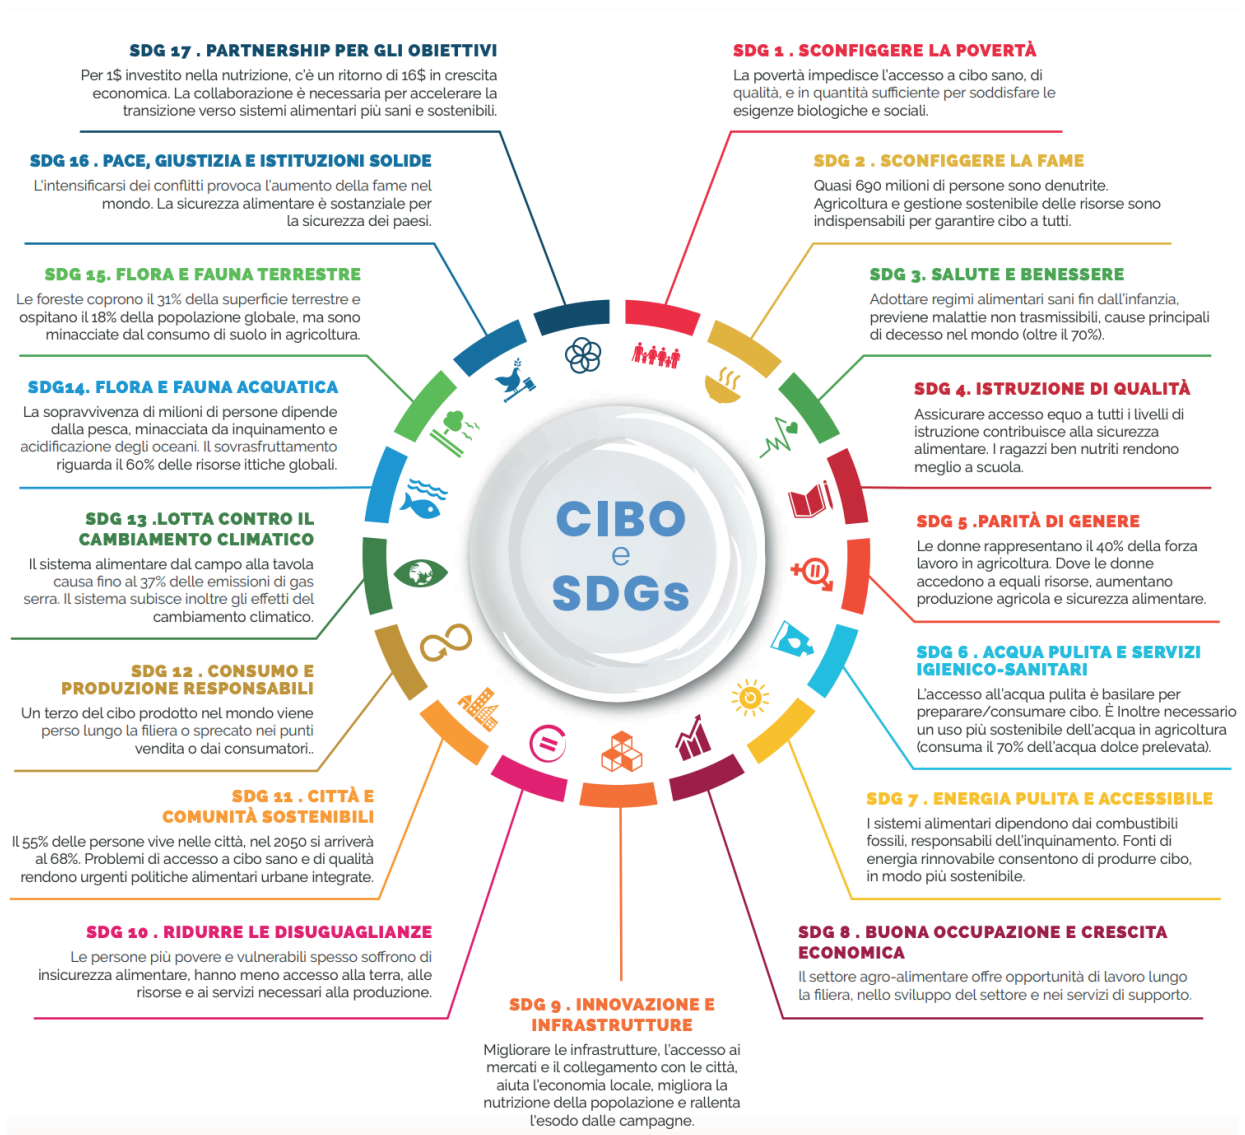 SDG 17 . PARTNERSHIP PER GLI OBIETTIVI
Per 1$ investito nella nutrizione, c'è un ritorno di 16$ in crescita
economica. La collaborazione è necessaria per accelerare la
transizione verso sistemi alimentari più sani e sostenibili.
SDG 1 . SCONFIGGERE LA POVERTÀ
La povertà impedisce l'accesso a cibo sano, di
qualità, e in quantità sufficiente per soddisfare le
esigenze biologiche e sociali.
SDG 16 . PACE, GIUSTIZIA E ISTITUZIONI SOLIDE
L'intensificarsi dei conflitti provoca l'aumento della fame nel
mondo. La sicurezza alimentare è sostanziale per
la sicurezza dei paesi.
SDG 2 . SCONFIGGERE LA FAME
Quasi 690 milioni di persone sono denutrite.
Agricoltura e gestione sostenibile delle risorse sono
indispensabili per garantire cibo a tutti.
SDG 15. FLORA E FAUNA TERRESTRE
Le foreste coprono il 31% della superficie terrestre e
ospitano il 18% della popolazione globale, ma sono
minacciate dal consumo di suolo in agricoltura.
SDG 3. SALUTE E BENESSERE
Adottare regimi alimentari sani fin dall'infanzia,
previene malattie non trasmissibili, cause principali
di decesso nel mondo (oltre il 70%).
SDG14. FLORA E FAUNA ACQUATICA
La sopravvivenza di milioni di persone dipende
dalla pesca, minacciata da inquinamento e
acidificazione degli oceani. Il sovrasfruttamento
riguarda il 60% delle risorse ittiche globali.
SDG 4. ISTRUZIONE DI QUALITÀ
Assicurare accesso equo a tutti i livelli di
istruzione contribuisce alla sicurezza
alimentare. I ragazzi ben nutriti rendono
meglio a scuola.
CIBO
e
SDGs
SDG 13 .LOTTA CONTRO IL
CAMBIAMENTO CLIMATICO
Il sistema alimentare dal campo alla tavola
causa fino al 37% delle emissioni di gas
serra. Il sistema subisce inoltre gli effetti del
cambiamento climatico.
SDG 5 .PARITÀ DI GENERE
Le donne rappresentano il 40% della forza
lavoro in agricoltura. Dove le donne
accedono a equali risorse, aumentano
produzione agricola e sicurezza alimentare.
SDG 12 . CONSUMO E
PRODUZIONE RESPONSABILI
Un terzo del cibo prodotto nel mondo viene
perso lungo la filiera o sprecato nei punti
vendita o dai consumatori..
SDG 6 . ACQUA PULITA E SERVIZI
IGIENICO-SANITARI
L'accesso all'acqua pulita è basilare per
preparare/consumare cibo. È Inoltre necessario
un uso più sostenibile dell'acqua in agricoltura
(consuma il 70% dell'acqua dolce prelevata).
SDG 11 . CITTÀ E
COMUNITÀ SOSTENIBILI
Il 55% delle persone vive nelle città, nel 2050 si arriverà
al 68%. Problemi di accesso a cibo sano e di qualità
rendono urgenti politiche alimentari urbane integrate.
SDG 7 . ENERGIA PULITA E ACCESSIBILE
I sistemi alimentari dipendono dai combustibili
fossili, responsabili dell'inquinamento. Fonti di
energia rinnovabile consentono di produrre cibo,
in modo più sostenibile.
SDG 10 . RIDURRE LE DISUGUAGLIANZE
Le persone più povere e vulnerabili spesso soffrono di
insicurezza alimentare, hanno meno accesso alla terra, alle
risorse e ai servizi necessari alla produzione.
SDG 8 . BUONA OCCUPAZIONE E CRESCITA
ECONOMICA
Il settore agro-alimentare offre opportunità di lavoro lungo
la filiera, nello sviluppo del settore e nei servizi di supporto.
SDG 9 . INNOVAZIONE E
INFRASTRUTTURE
Migliorare le infrastrutture, l'accesso ai
mercati e il collegamento con le città,
aiuta l'economia locale, migliora la
nutrizione della popolazione e rallenta
l'esodo dalle campagne.